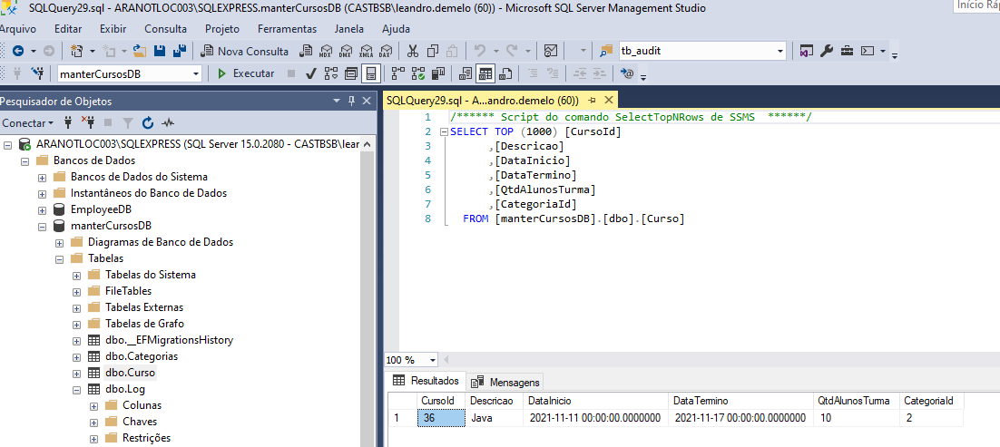 SQLQuery29.sql - ARANOTLOC003\SQLEXPRESS.manterCursosDB (CASTBSB\leandro.demelo (60)) - Microsoft SQL Server Management Studio
Início Ráp
Arquivo Editar Exibir Consulta Projeto Ferramentas Janela Ajuda
Nova Consulta MDX DMX XMLA DAX tb_audit
manterCursosDB Executar
Pesquisador de Objetos
Conectar
ARANOTLOC003\SQLEXPRESS (SQL Server 15.0.2080 - CASTBSB\lear
Bancos de Dados
Bancos de Dados do Sistema
Instantâneos do Banco de Dados
EmployeeDB
manterCursosDB
Diagramas de Banco de Dados
Tabelas
Tabelas do Sistema
FileTables
Tabelas Externas
Tabelas de Grafo
dbo.__EFMigrationsHistory
dbo.Categorias
dbo.Curso
dbo.Log
Colunas
Chaves
Restrições
SQLQuery29.sql - A...andro.demelo (60))
1 /****** Script do comando SelectTopNRows de SSMS ******/
2 SELECT TOP (1000) [CursoId]
3 ,[Descricao]
4 ,[DataInicio]
5 ,[DataTermino]
6 ,[QtdAlunosTurma]
7 ,[CategoriaId]
8 FROM [manterCursosDB].[dbo].[Curso]
100 %
Resultados Mensagens
CursoId Descricao DataInicio DataTermino QtdAlunosTurma CategoriaId
1 36 Java 2021-11-11 00:00:00.0000000 2021-11-17 00:00:00.0000000 10 2